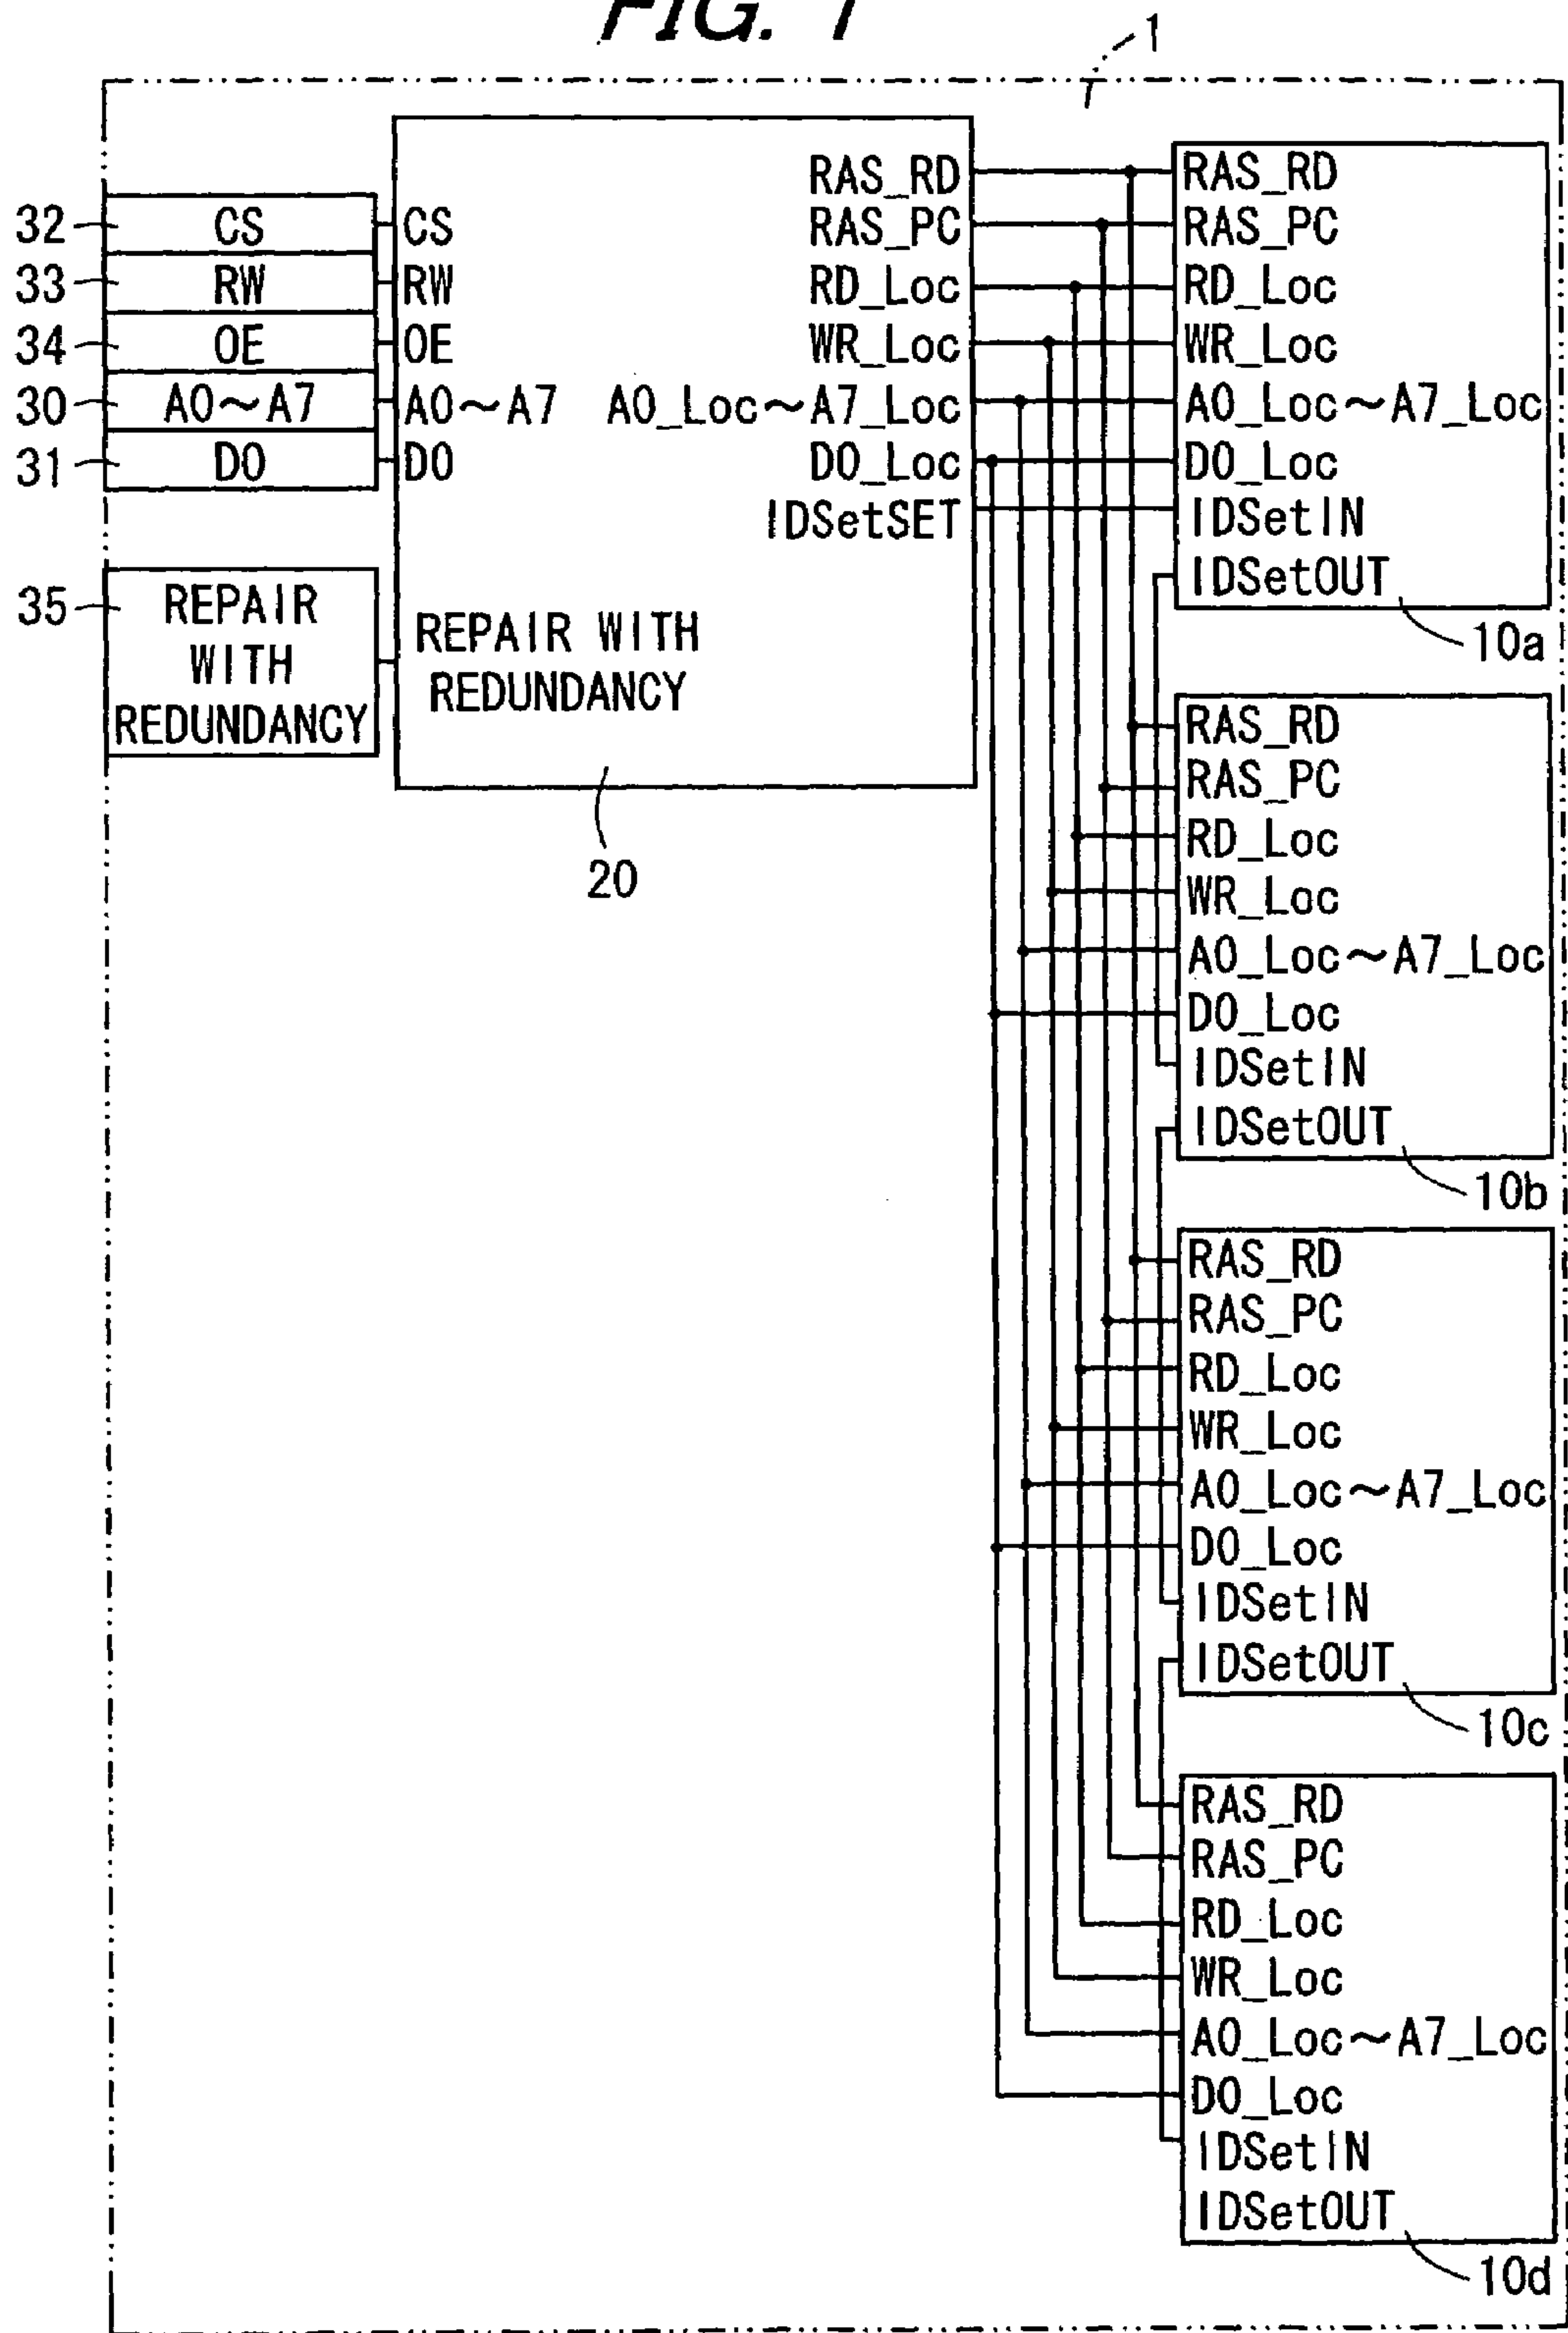 FIG. 1
1
32
CS
33
RW
34
OE
30
A0~A7
31
D0
35
REPAIR
WITH
REDUNDANCY
CS
RW
OE
A0~A7
D0
REPAIR WITH
REDUNDANCY
RAS_RD
RAS_PC
RD_Loc
WR_Loc
A0_Loc~A7_Loc
D0_Loc
IDSetSET
20
RAS_RD
RAS_PC
RD_Loc
WR_Loc
A0_Loc~A7_Loc
D0_Loc
IDSetIN
IDSetOUT
10a
RAS_RD
RAS_PC
RD_Loc
WR_Loc
A0_Loc~A7_Loc
D0_Loc
IDSetIN
IDSetOUT
10b
RAS_RD
RAS_PC
RD_Loc
WR_Loc
A0_Loc~A7_Loc
D0_Loc
IDSetIN
IDSetOUT
10c
RAS_RD
RAS_PC
RD_Loc
WR_Loc
A0_Loc~A7_Loc
D0_Loc
IDSetIN
IDSetOUT
10d